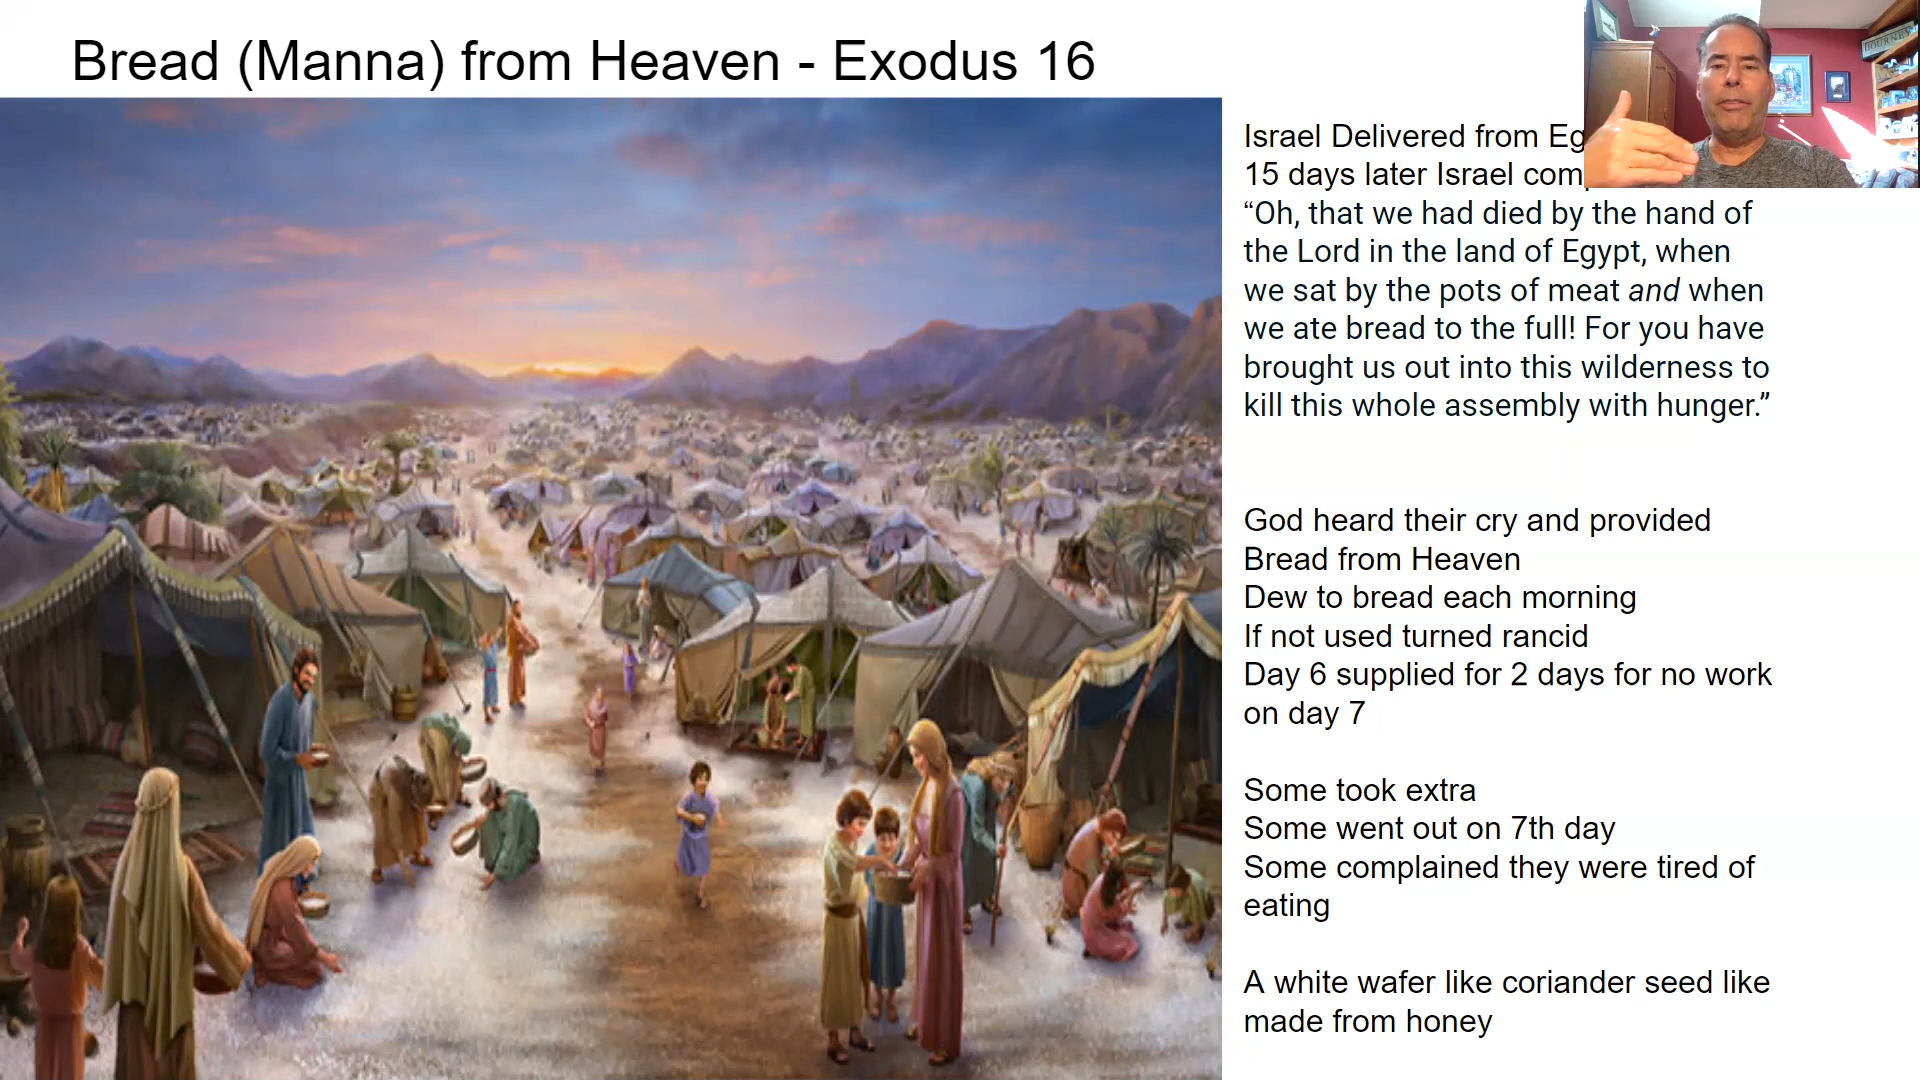 Bread (Manna) from Heaven - Exodus 16
Israel Delivered from
15 days later Israel
“Oh, that we had died by the hand of
the Lord in the land of Egypt, when
we sat by the pots of meat and when
we ate bread to the full! For you have
brought us out into this wilderness to
kill this whole assembly with hunger.”
God heard their cry and provided
Bread from Heaven
Dew to bread each morning
If not used turned rancid
Day 6 supplied for 2 days for no work
on day 7
Some took extra
Some went out on 7th day
Some complained they were tired of
eating
A white wafer like coriander seed like
made from honey